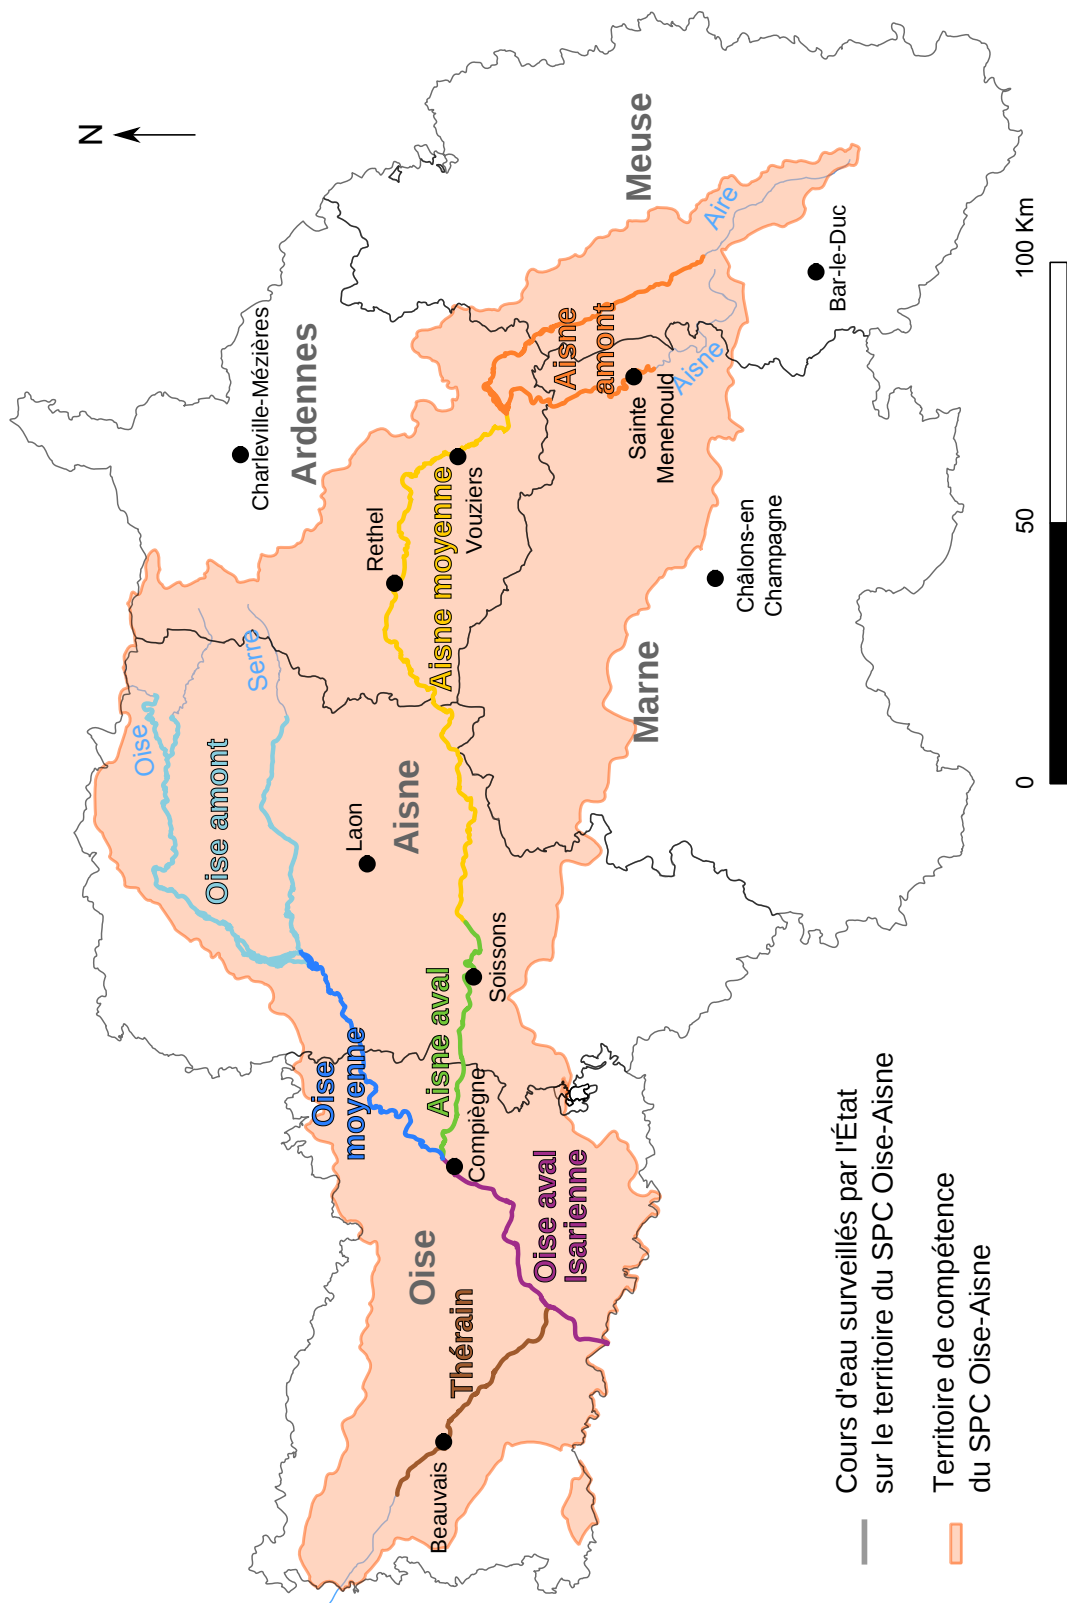 N
Charleville-Mézières
Ardennes
Meuse
Oise
Serre
Oise amont
Rethel
Aisne moyenne
Vouziers
Aisne
amont
Aire
Aisne
Sainte
Menehould
Bar-le-Duc
Châlons-en
Champagne
Marne
Laon
Aisne
Soissons
Aisne aval
Oise
moyenne
Compiègne
Oise
Oise aval
Isarienne
Thérain
Beauvais
Cours d'eau surveillés par l'État
sur le territoire du SPC Oise-Aisne
Territoire de compétence
du SPC Oise-Aisne
0
50
100 Km